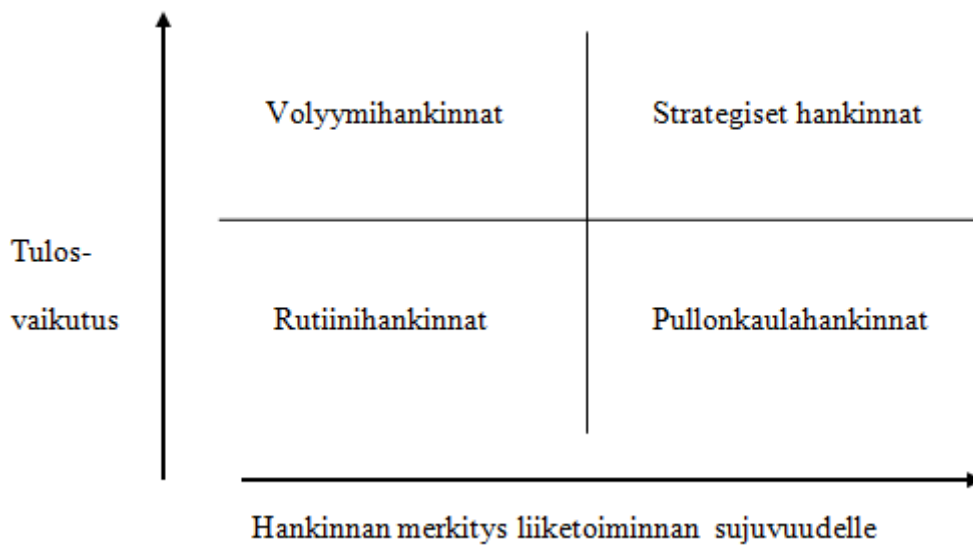 Volyymihankinnat
Strategiset hankinnat
Tulos-
vaikutus
Rutiinihankinnat
Pullonkaulahankinnat
Hankinnan merkitys liiketoiminnan sujuvuudelle